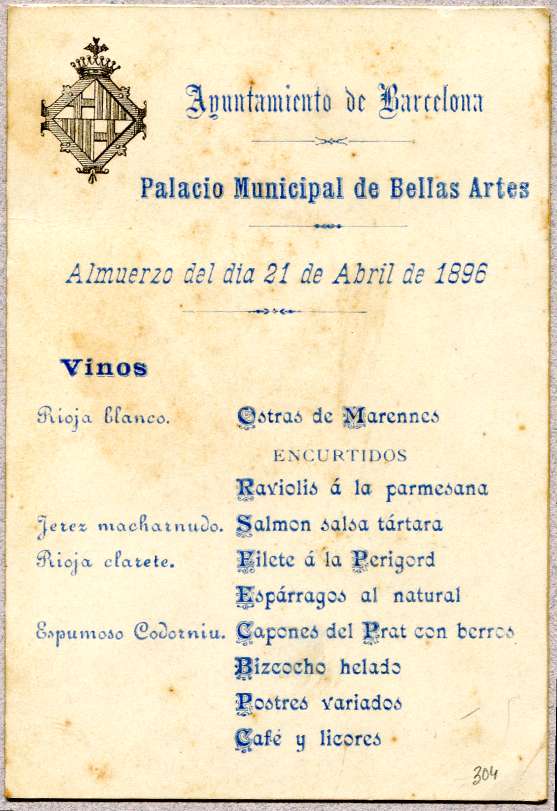 Ayuntamiento de Barcelona
Palacio Municipal de Bellas Artes
Almuerzo del dia 21 de Abril de 1896
Vinos
Rioja blanco. Ostras de Marennes
ENCURTIDOS
Raviolis á la parmesana
Jerez macharnudo. Salmon salsa tártara
Rioja clarete. Filete á la Perigord
Espárragos al natural
Espumoso Codorniu. Capones del Prat con berros
Bizcocho helado
Postres variados
Café y licores
304